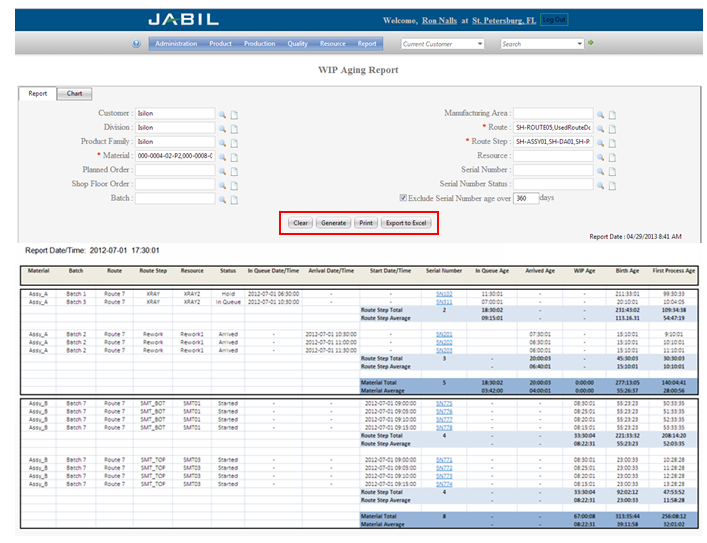 JABIL
Welcome, Ron Nalls at St. Petersburg, FL Log Out
Administration Product Production Quality Resource Report Current Customer Search
WIP Aging Report
Report Chart
Customer : Isilon Manufacturing Area :
Division : Isilon * Route : SH-ROUTE05,UsedRouteDo
Product Family : Isilon * Route Step : SH-ASSY01,SH-DA01,SH-P
* Material : 000-0004-02-P2,000-0008-0 Resource :
Planned Order : Serial Number :
Shop Floor Order : Serial Number Status :
Batch : Exclude Serial Number age over 360 days
Clear Generate Print Export to Excel
Report Date : 04/29/2013 8:41 AM
Report Date/Time: 2012-07-01 17:30:01
Material Batch Route Route Step Resource Status In Queue Date/Time Arrival Date/Time Start Date/Time Serial Number In Queue Age Arrived Age WIP Age Birth Age First Process Age
Assy_A Batch 1 Route 7 XRAY XRAY2 Hold 2012-07-01 06:30:00 - - SN102 11:30:01 - - 211:33:01 99:30:33
Assy_A Batch 3 Route 7 XRAY XRAY2 In Queue 2012-07-01 10:30:00 - - SN311 07:00:01 - - 20:10:01 10:04:05
Route Step Total 2 18:30:02 - - 231:43:02 109:34:38
Route Step Average 09:15:01 - - 113.16.31 54:47:19
Assy_A Batch 2 Route 7 Rework Rework1 Arrived - 2012-07-01 10:30:00 - SN201 07:30:01 - 15:10:01 9:10:01
Assy_A Batch 2 Route 7 Rework Rework1 Arrived - 2012-07-01 11:00:00 - SN202 06:30:01 - 15:10:01 10:10:01
Assy_A Batch 2 Route 7 Rework Rework1 Arrived - 2012-07-01 11:30:00 - SN203 06:00:01 - 15:10:01 11:10:01
Route Step Total 3 - 20:00:03 - 45:30:03 30:30:03
Route Step Average - 06:40:01 - 15:10:01 10:10:01
Material Total 5 18:30:02 20:00:03 0:00:00 277:13:05 140:04:41
Material Average 03:42:00 04:00:01 0:00:00 55:26:37 28:00:56
Assy_B Batch 7 Route 7 SMT_BOT SMT01 Started - - 2012-07-01 09:00:00 SN775 - - 08:30:01 55:23:23 50:33:35
Assy_B Batch 7 Route 7 SMT_BOT SMT01 Started - - 2012-07-01 09:05:00 SN776 - - 08:25:01 55:23:23 51:33:35
Assy_B Batch 7 Route 7 SMT_BOT SMT01 Started - - 2012-07-01 09:10:00 SN777 - - 08:20:01 55:23:23 52:33:35
Assy_B Batch 7 Route 7 SMT_BOT SMT01 Started - - 2012-07-01 09:15:00 SN778 - - 08:15:01 55:23:23 53:33:35
Route Step Total 4 - - 33:30:04 221:33:32 208:14:20
Route Step Average - - 08:22:31 55:23:23 52:03:35
Assy_B Batch 7 Route 7 SMT_TOP SMT03 Started - - 2012-07-01 09:00:00 SN771 - - 08:30:01 23:00:33 10:28:28
Assy_B Batch 7 Route 7 SMT_TOP SMT03 Started - - 2012-07-01 09:05:00 SN772 - - 08:25:01 23:00:33 11:28:28
Assy_B Batch 7 Route 7 SMT_TOP SMT03 Started - - 2012-07-01 09:10:00 SN773 - - 08:20:01 23:00:33 12:28:28
Assy_B Batch 7 Route 7 SMT_TOP SMT03 Started - - 2012-07-01 09:15:00 SN774 - - 08:15:01 23:00:33 13:28:28
Route Step Total 4 - - 33:30:04 92:02:12 47:53:52
Route Step Average - - 08:22:31 23:00:33 11:58:28
Material Total 8 - - 67:00:08 313:35:44 256:08:12
Material Average - - 08:22:31 39:11:58 32:01:02